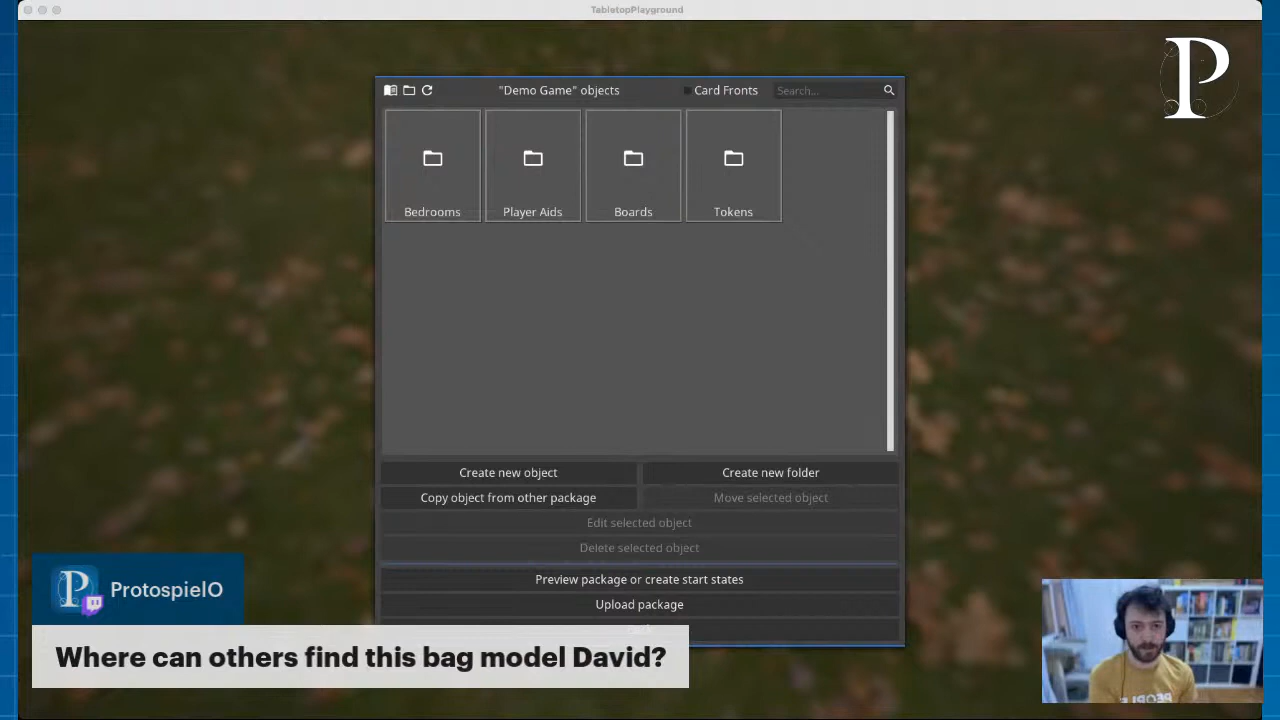 TabletopPlayground
P
"Demo Game" objects
Card Fronts
Search...
Bedrooms
Player Aids
Boards
Tokens
Create new object
Create new folder
Copy object from other package
Move selected object
Edit selected object
Delete selected object
Preview package or create start states
Upload package
P
ProtospielO
Where can others find this bag model David?
PEOPLE